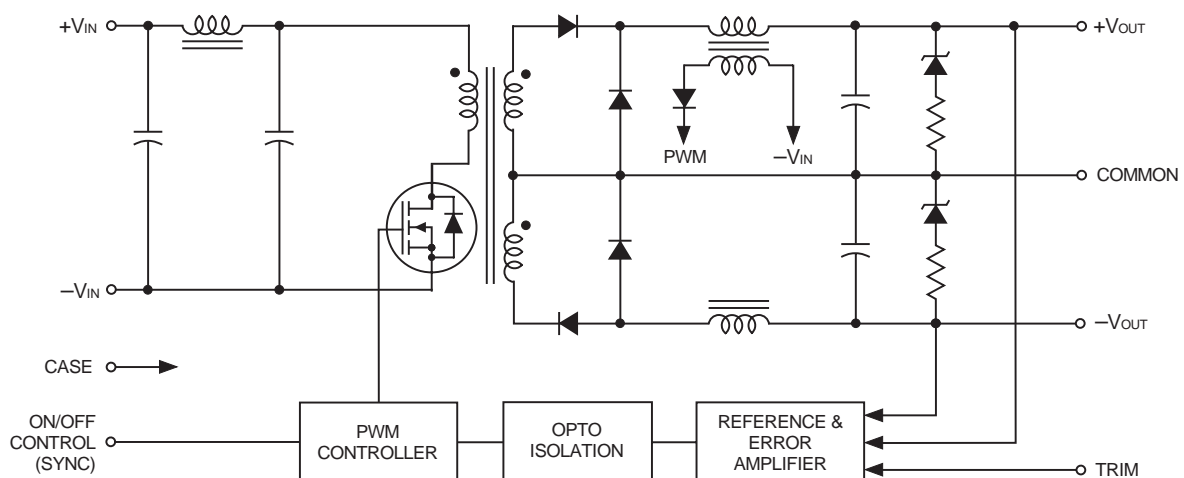 +VIN
+VOUT
PWM
–VIN
COMMON
–VIN
–VOUT
CASE
ON/OFF
CONTROL
(SYNC)
PWM
CONTROLLER
OPTO
ISOLATION
REFERENCE &
ERROR
AMPLIFIER
TRIM